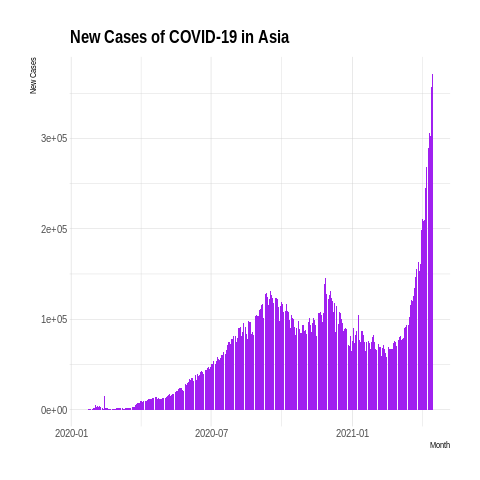 New Cases of COVID-19 in Asia
New Cases
3e+05
2e+05
1e+05
0e+00
2020-01
2020-07
2021-01
Month